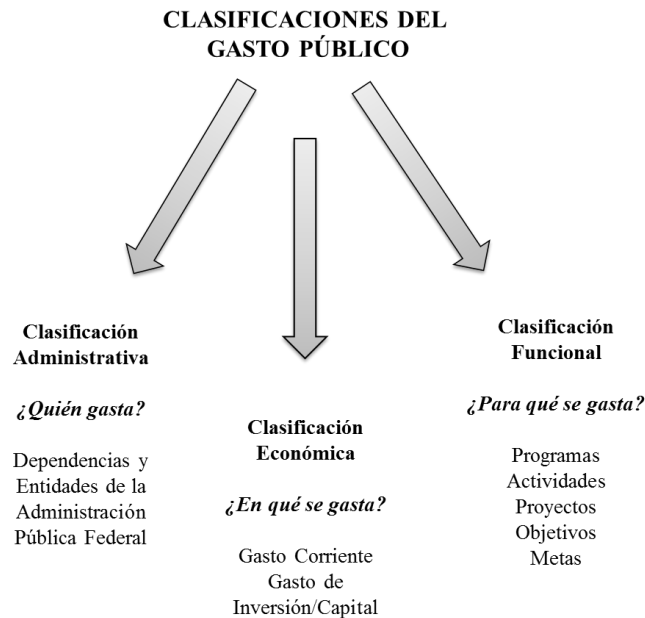 CLASIFICACIONES DEL
GASTO PÚBLICO
Clasificación
Administrativa
¿Quién gasta?
Dependencias y
Entidades de la
Administración
Pública Federal
Clasificación
Económica
¿En qué se gasta?
Gasto Corriente
Gasto de
Inversión/Capital
Clasificación
Funcional
¿Para qué se gasta?
Programas
Actividades
Proyectos
Objetivos
Metas